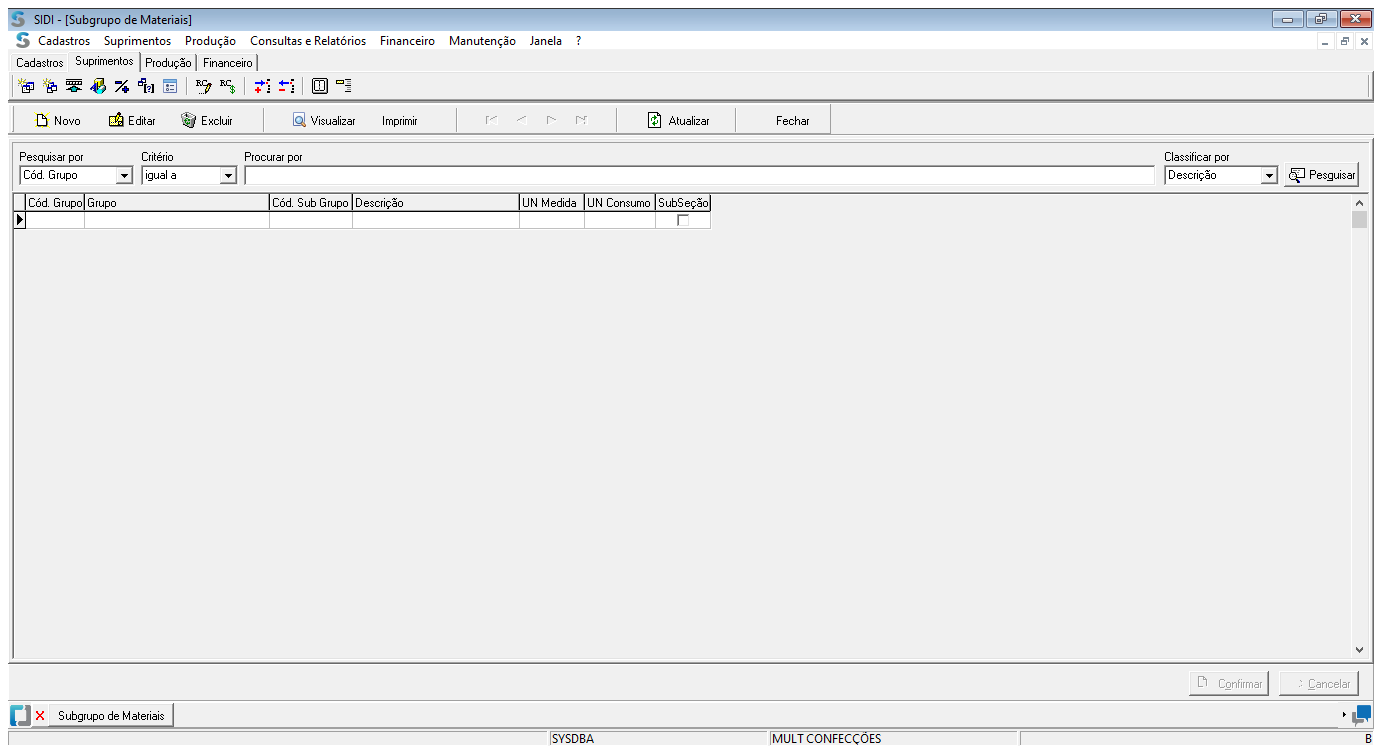 SIDI - [Subgrupo de Materiais]
Cadastros Suprimentos Produção Consultas e Relatórios Financeiro Manutenção Janela ?
Cadastros Suprimentos Produção Financeiro
RC RC$
Novo Editar Excluir Visualizar Imprimir Atualizar Fechar
Pesquisar por Critério Procurar por Classificar por
Cód. Grupo igual a Descrição Pesquisar
Cód. Grupo Grupo Cód. Sub Grupo Descrição UN Medida UN Consumo SubSeção
Confirmar Cancelar
Subgrupo de Materiais
SYSDBA MULT CONFECÇÕES B